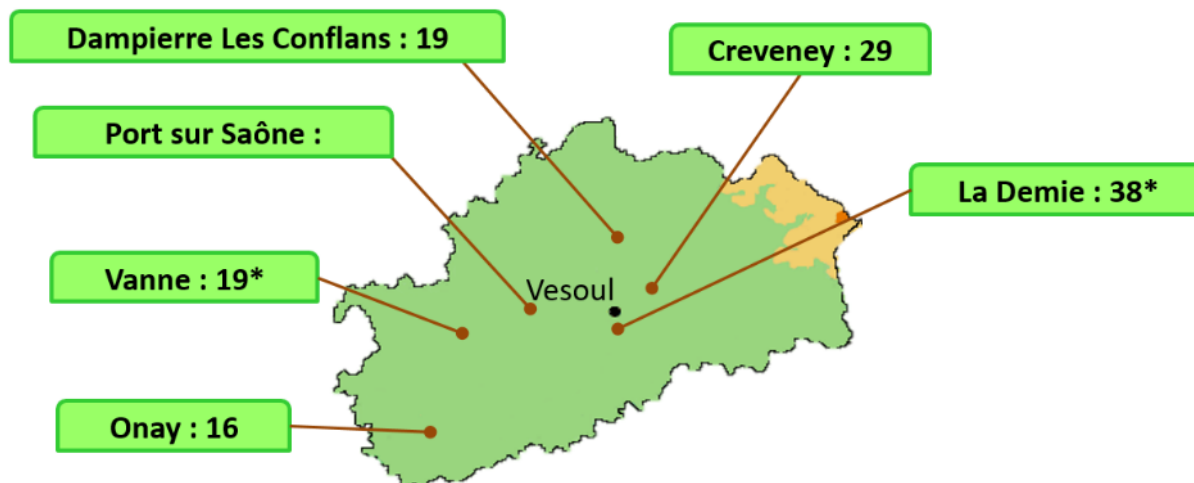 Dampierre Les Conflans : 19
Creveney : 29
Port sur Saône :
La Demie : 38*
Vanne : 19*
Vesoul
Onay : 16